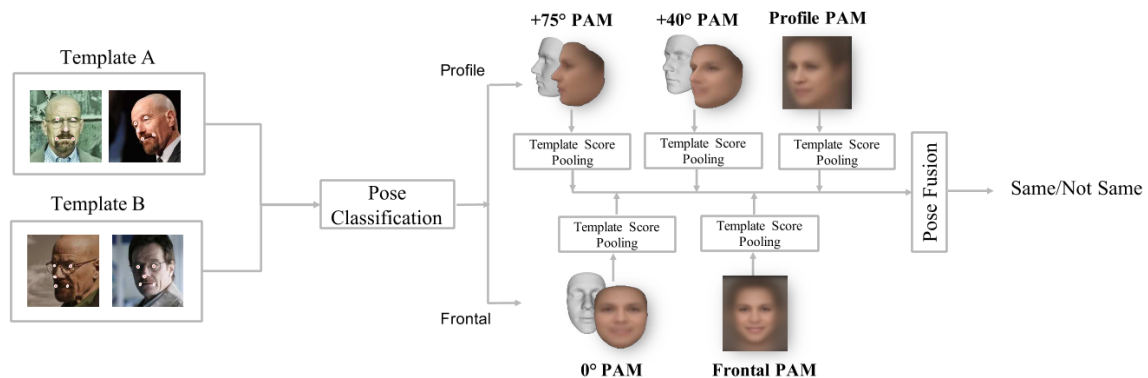 Template A
Template B
Pose
Classification
Profile
Frontal
+75° PAM
+40° PAM
Profile PAM
Template Score
Pooling
Template Score
Pooling
Template Score
Pooling
Template Score
Pooling
Template Score
Pooling
0° PAM
Frontal PAM
Pose Fusion
Same/Not Same